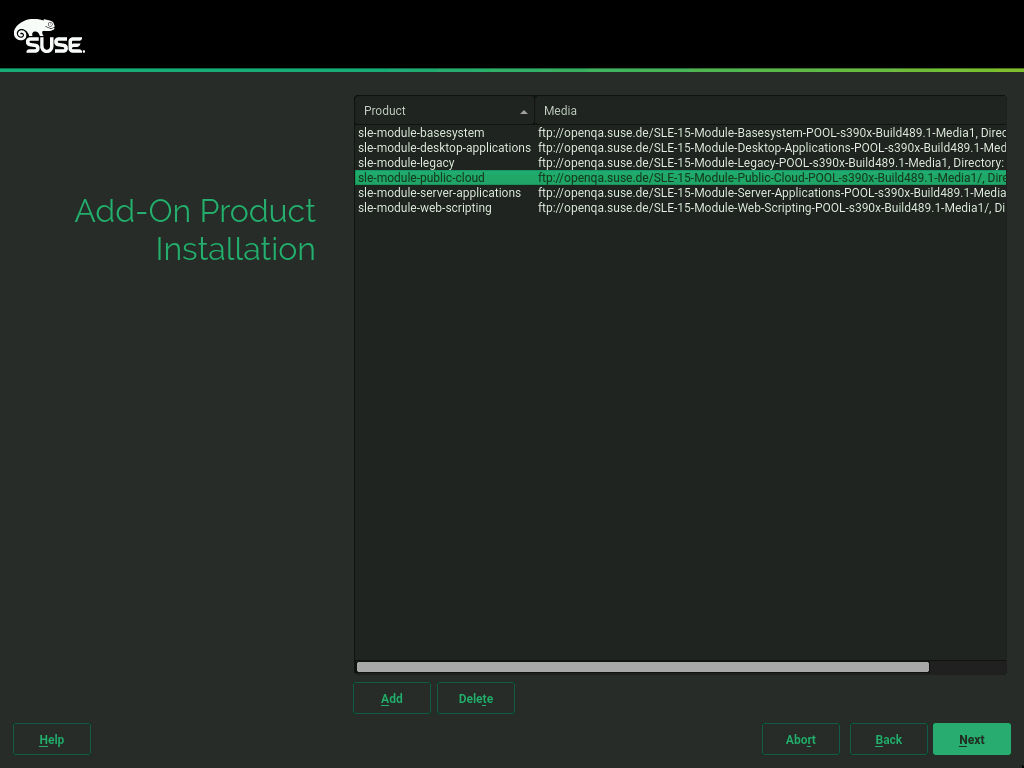 SUSE.
Add-On Product
Installation
Product Media
sle-module-basesystem ftp://openqa.suse.de/SLE-15-Module-Basesystem-POOL-s390x-Build489.1-Media1, Direc
sle-module-desktop-applications ftp://openqa.suse.de/SLE-15-Module-Desktop-Applications-POOL-s390x-Build489.1-Med
sle-module-legacy ftp://openqa.suse.de/SLE-15-Module-Legacy-POOL-s390x-Build489.1-Media1, Directory:
sle-module-public-cloud ftp://openqa.suse.de/SLE-15-Module-Public-Cloud-POOL-s390x-Build489.1-Media1/, Dire
sle-module-server-applications ftp://openqa.suse.de/SLE-15-Module-Server-Applications-POOL-s390x-Build489.1-Media
sle-module-web-scripting ftp://openqa.suse.de/SLE-15-Module-Web-Scripting-POOL-s390x-Build489.1-Media1/, Di
Add Delete
Help Abort Back Next